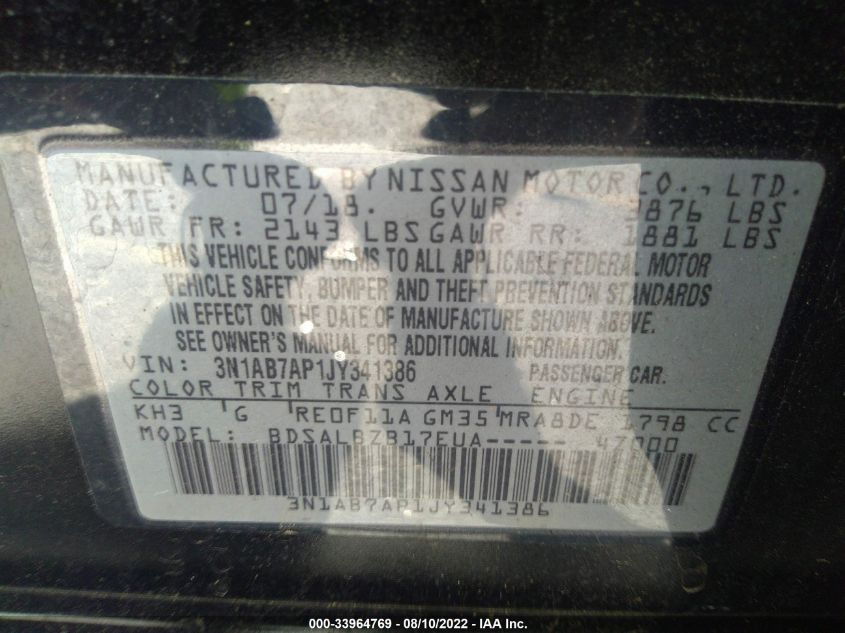 MANUFACTURED BY NISSAN MOTOR CO., LTD.
DATE: 07/18. GVWR: 3876 LBS
GAWR FR: 2143 LBS GAWR RR: 1881 LBS
THIS VEHICLE CONFORMS TO ALL APPLICABLE FEDERAL MOTOR
VEHICLE SAFETY, BUMPER AND THEFT PREVENTION STANDARDS
IN EFFECT ON THE DATE OF MANUFACTURE SHOWN ABOVE.
SEE OWNER'S MANUAL FOR ADDITIONAL INFORMATION.
VIN: 3N1AB7AP1JY341386 PASSENGER CAR.
COLOR TRIM TRANS AXLE ENGINE
KH3 G RE0F11A GM35 MRA8DE 1798 CC
MODEL: BDSALBZB17EUA----- 47000
3N1AB7AP1JY341386
000-33964769 - 08/10/2022 - IAA Inc.